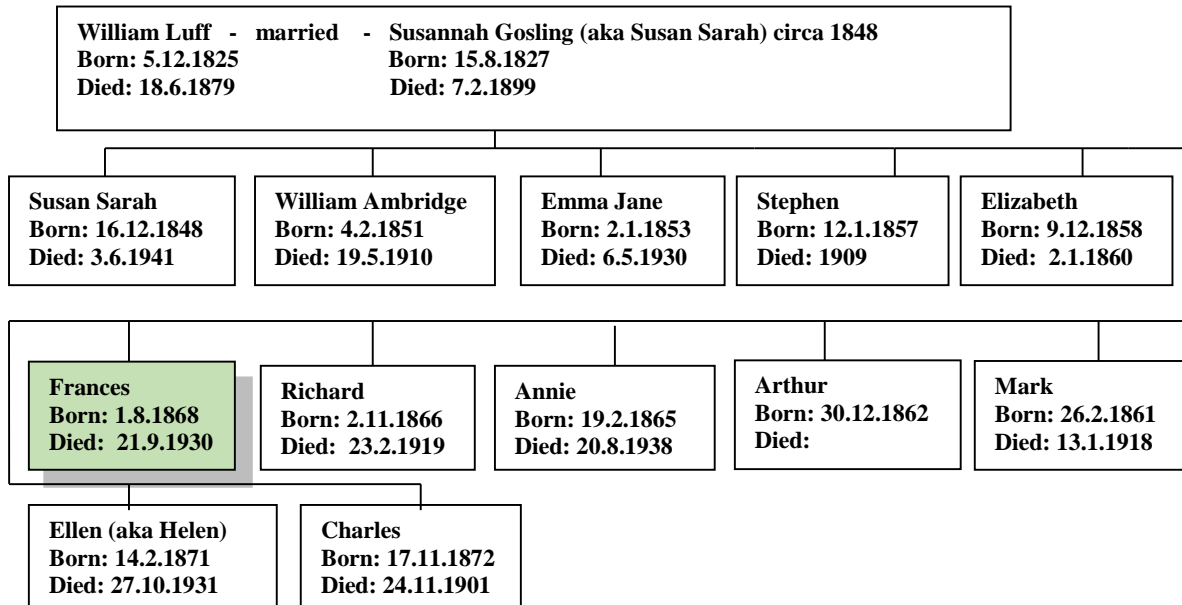 William Luff - married - Susannah Gosling (aka Susan Sarah) circa 1848
Born: 5.12.1825 Born: 15.8.1827
Died: 18.6.1879 Died: 7.2.1899
Susan Sarah
Born: 16.12.1848
Died: 3.6.1941
William Ambridge
Born: 4.2.1851
Died: 19.5.1910
Emma Jane
Born: 2.1.1853
Died: 6.5.1930
Stephen
Born: 12.1.1857
Died: 1909
Elizabeth
Born: 9.12.1858
Died: 2.1.1860
Frances
Born: 1.8.1868
Died: 21.9.1930
Richard
Born: 2.11.1866
Died: 23.2.1919
Annie
Born: 19.2.1865
Died: 20.8.1938
Arthur
Born: 30.12.1862
Died:
Mark
Born: 26.2.1861
Died: 13.1.1918
Ellen (aka Helen)
Born: 14.2.1871
Died: 27.10.1931
Charles
Born: 17.11.1872
Died: 24.11.1901